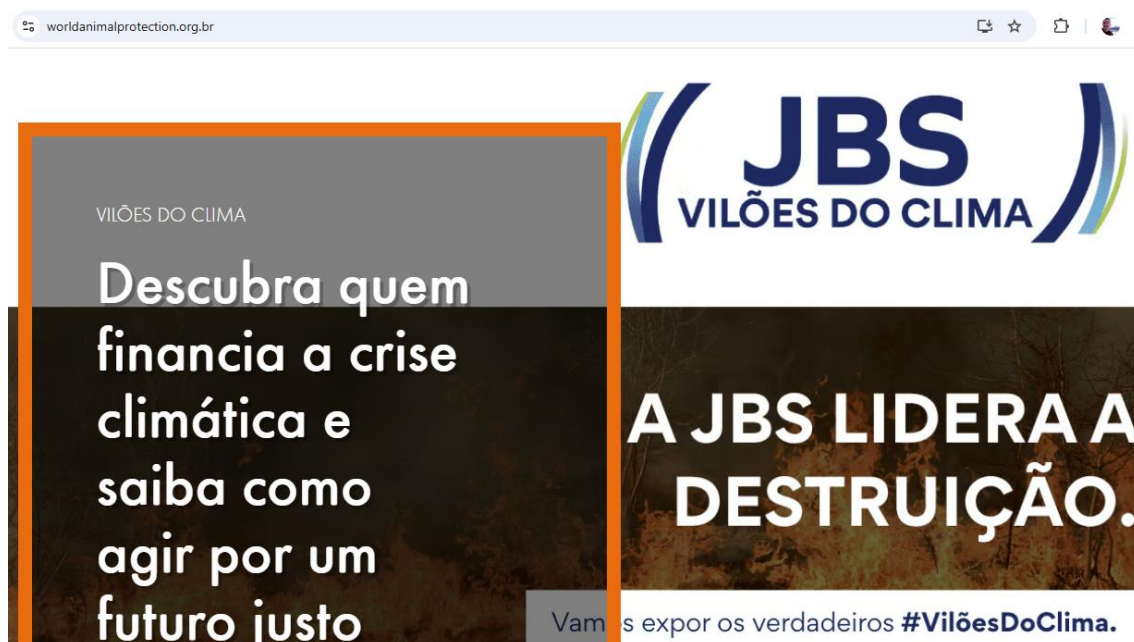 worldanimalprotection.org.br
JBS
VILÕES DO CLIMA
VILÕES DO CLIMA
Descubra quem
financia a crise
climática e
saiba como
agir por um
futuro justo
A JBS LIDERA A
DESTRUIÇÃO.
Vam s expor os verdadeiros #VilõesDoClima.